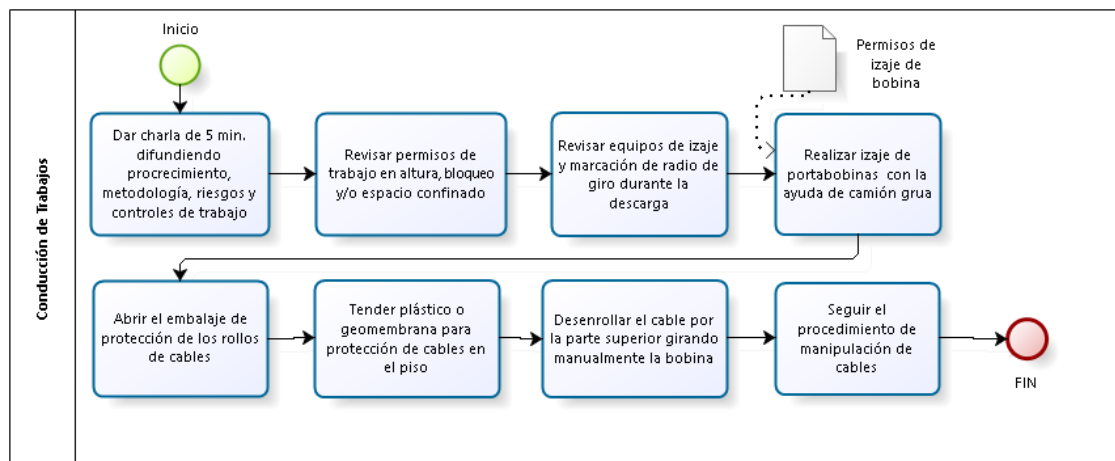 Conducción de Trabajos
Inicio
Dar charla de 5 min.
difundiendo
procrecimiento,
metodología, riesgos y
controles de trabajo
Revisar permisos de
trabajo en altura, bloqueo
y/o espacio confinado
Revisar equipos de izaje
y marcación de radio de
giro durante la
descarga
Permisos de
izaje de
bobina
Realizar izaje de
portabobinas con la
ayuda de camión grua
Abrir el embalaje de
protección de los rollos
de cables
Tender plástico o
geomembrana para
protección de cables en
el piso
Desenrollar el cable por
la parte superior girando
manualmente la bobina
Seguir el
procedimiento de
manipulación de
cables
FIN